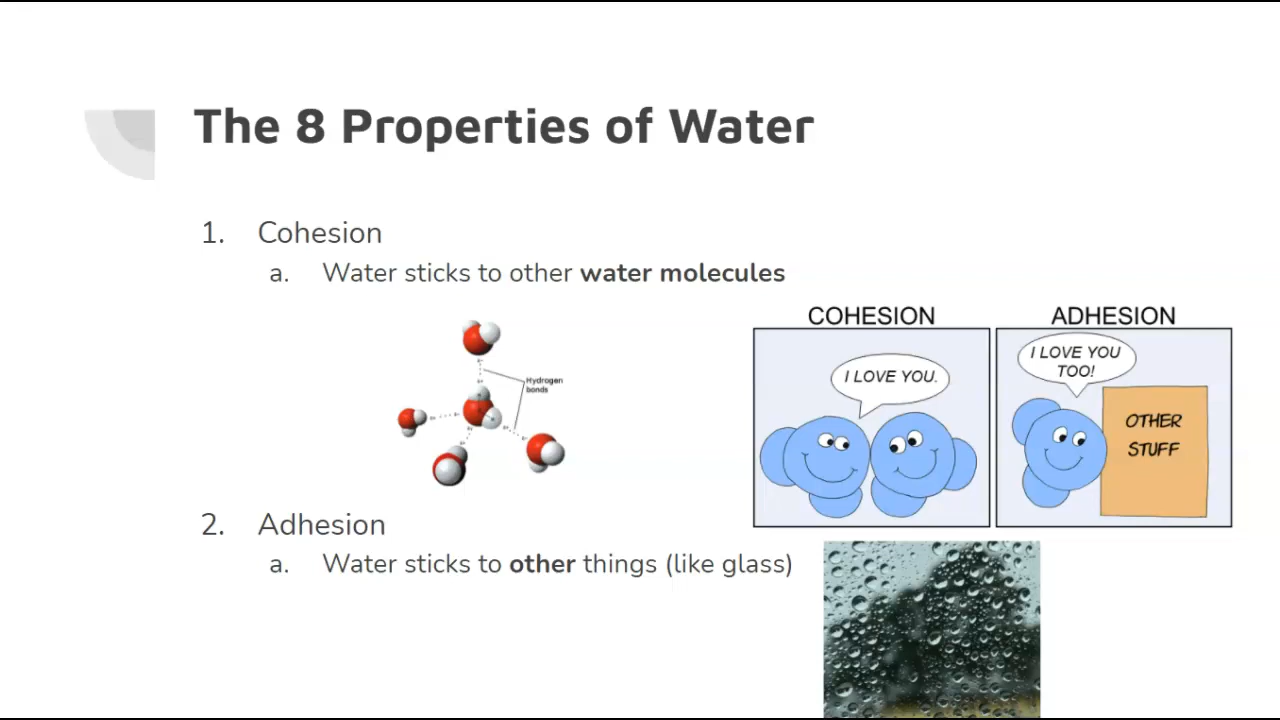 The 8 Properties of Water
1. Cohesion
a. Water sticks to other water molecules
Hydrogen
bonds
COHESION
I LOVE YOU.
ADHESION
I LOVE YOU
TOO!
OTHER
STUFF
2. Adhesion
a. Water sticks to other things (like glass)